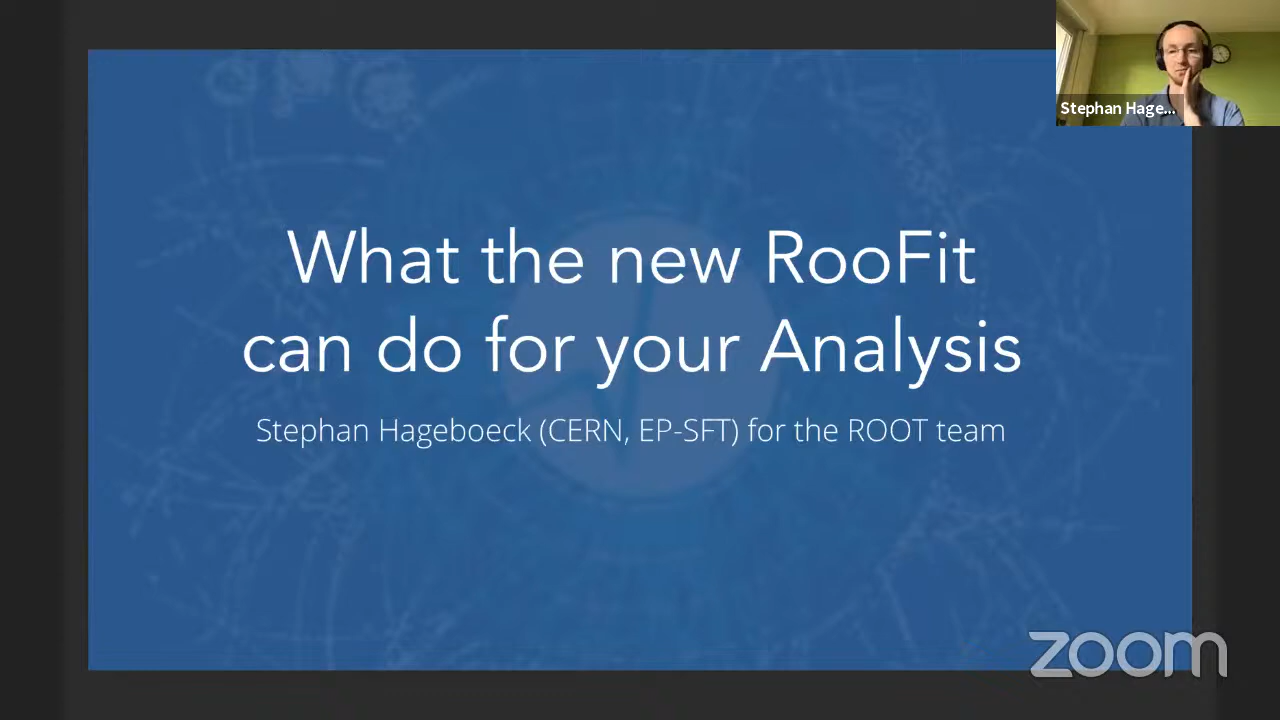 Stephan Hage...
What the new RooFit
can do for your Analysis
Stephan Hageboeck (CERN, EP-SFT) for the ROOT team
zoom